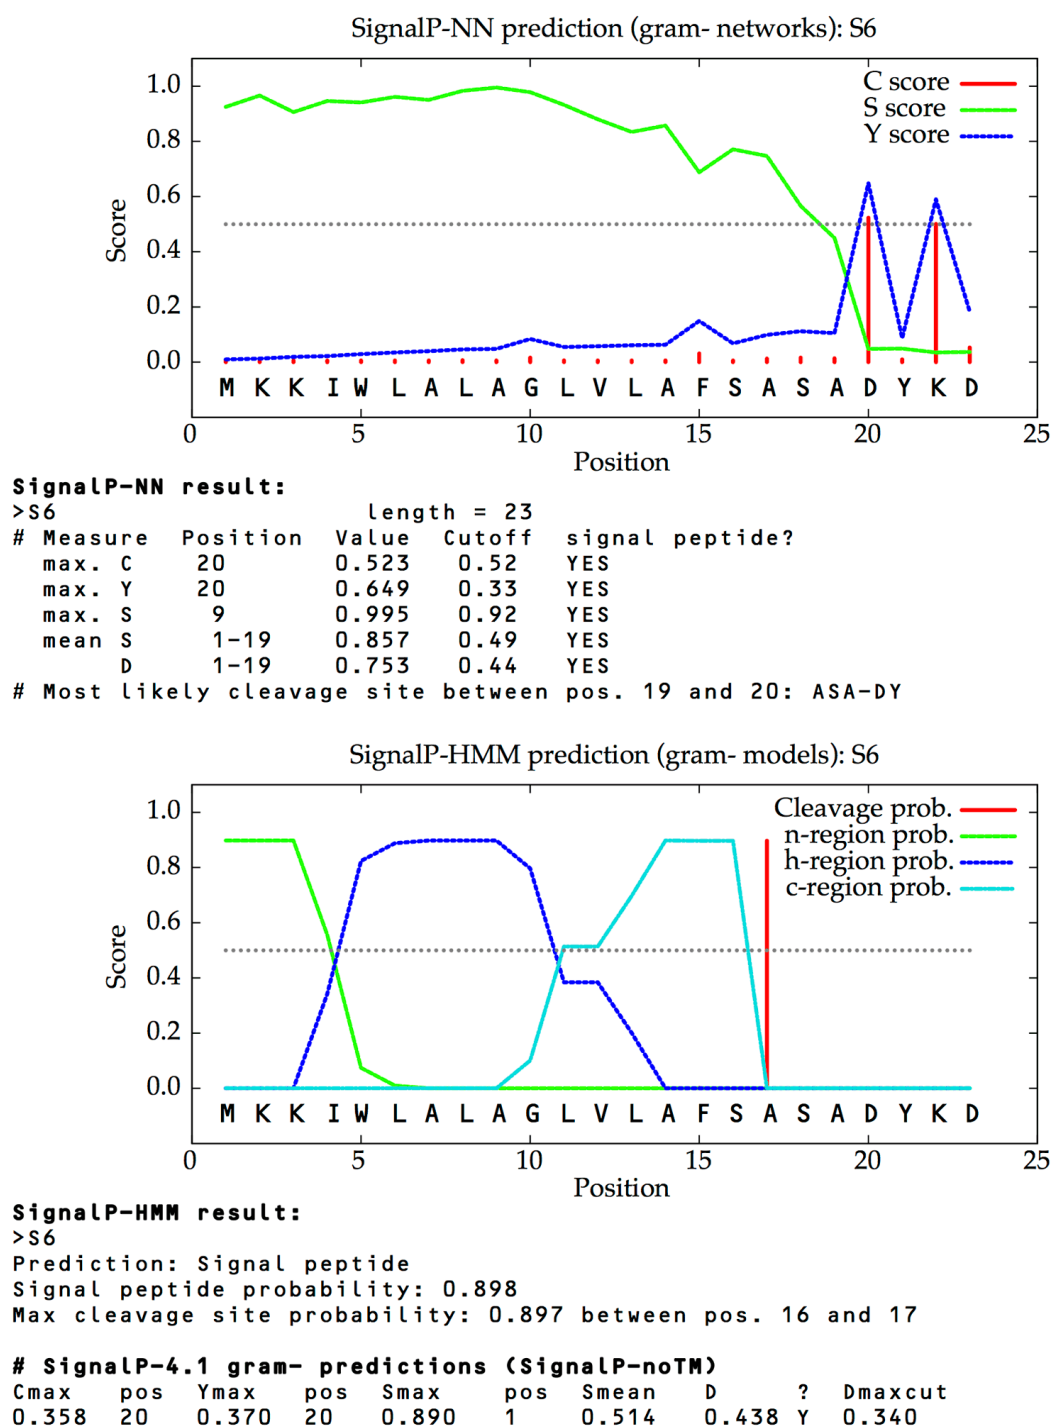 SignalP-NN prediction (gram- networks): S6
C score
S score
Y score
1.0
0.8
0.6
0.4
0.2
0.0
Score
M K K I W L A L A G L V L A F S A S A D Y K D
0 5 10 15 20 25
Position
SignalP-NN result:
>S6 length = 23
# Measure Position Value Cutoff signal peptide?
max. C 20 0.523 0.52 YES
max. Y 20 0.649 0.33 YES
max. S 9 0.995 0.92 YES
mean S 1-19 0.857 0.49 YES
D 1-19 0.753 0.44 YES
# Most likely cleavage site between pos. 19 and 20: ASA-DY
SignalP-HMM prediction (gram- models): S6
Cleavage prob.
n-region prob.
h-region prob.
c-region prob.
1.0
0.8
0.6
0.4
0.2
0.0
Score
M K K I W L A L A G L V L A F S A S A D Y K D
0 5 10 15 20 25
Position
SignalP-HMM result:
>S6
Prediction: Signal peptide
Signal peptide probability: 0.898
Max cleavage site probability: 0.897 between pos. 16 and 17
# SignalP-4.1 gram- predictions (SignalP-noTM)
Cmax pos Ymax pos Smax pos Smean D ? Dmaxcut
0.358 20 0.370 20 0.890 1 0.514 0.438 Y 0.340